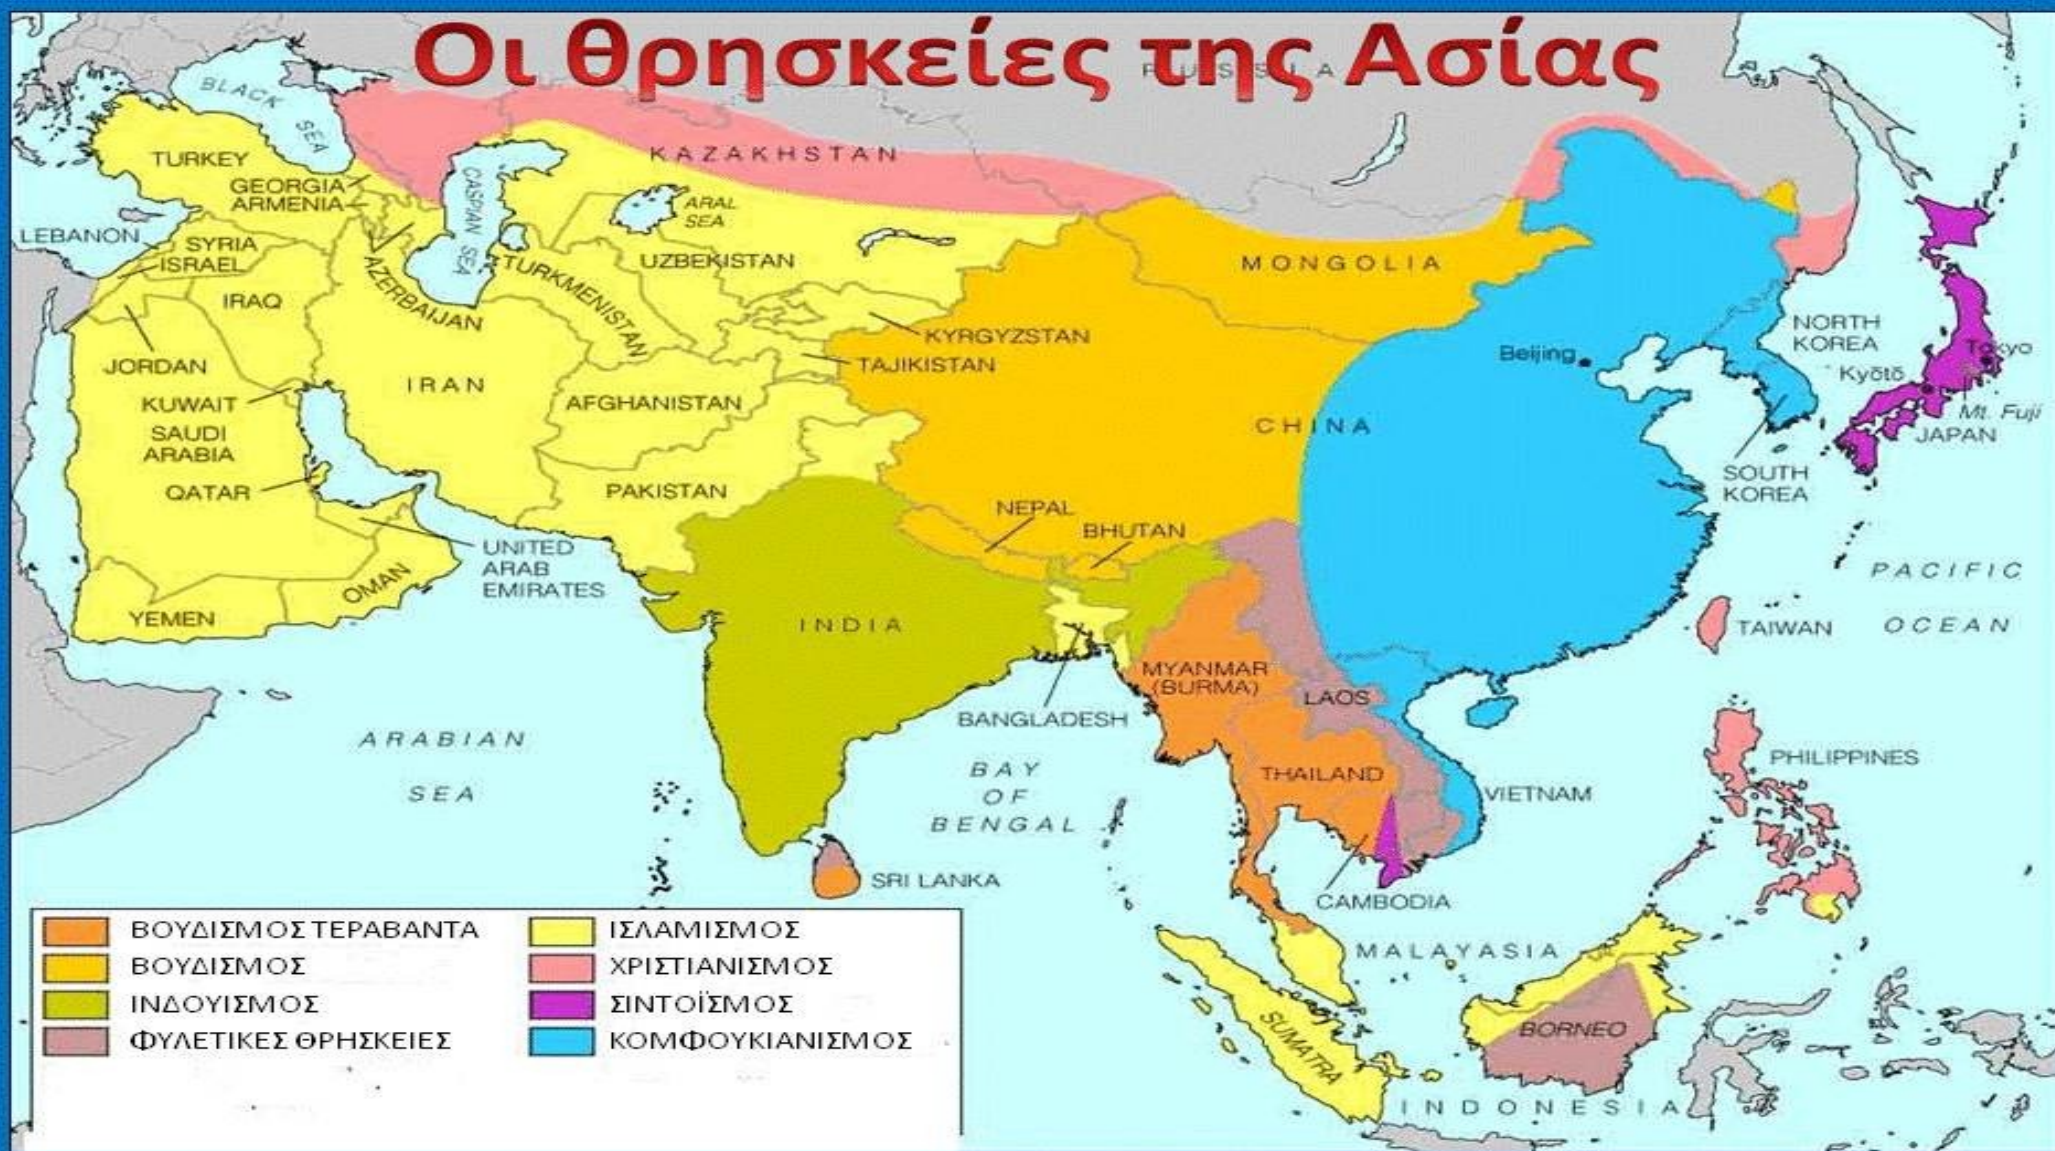 Οι θρησκείες της Ασίας
RUSSIA
BLACK
SEA
KAZAKHSTAN
TURKEY
GEORGIA
ARMENIA
CASPIAN SEA
ARAL
SEA
LEBANON
SYRIA
ISRAEL
UZBEKISTAN
TURKMENISTAN
AZERBAIJAN
MONGOLIA
IRAQ
KYRGYZSTAN
NORTH
KOREA
Tokyo
JORDAN
TAJIKISTAN
Beijing
Kyōtō
IRAN
KUWAIT
AFGHANISTAN
Mt. Fuji
SAUDI
ARABIA
CHINA
JAPAN
QATAR
PAKISTAN
SOUTH
KOREA
NEPAL
BHUTAN
UNITED
ARAB
EMIRATES
OMAN
PACIFIC
OCEAN
YEMEN
INDIA
TAIWAN
MYANMAR
(BURMA)
LAOS
BANGLADESH
ARABIAN
SEA
BAY
OF
BENGAL
THAILAND
PHILIPPINES
VIETNAM
SRI LANKA
CAMBODIA
MALAYASIA
SUMATRA
BORNEO
INDONESIA
ΒΟΥΔΙΣΜΟΣ ΤΕΡΑΒΑΝΤΑ
ΒΟΥΔΙΣΜΟΣ
ΙΝΔΟΥΙΣΜΟΣ
ΦΥΛΕΤΙΚΕΣ ΘΡΗΣΚΕΙΕΣ
ΙΣΛΑΜΙΣΜΟΣ
ΧΡΙΣΤΙΑΝΙΣΜΟΣ
ΣΙΝΤΟΪΣΜΟΣ
ΚΟΜΦΟΥΚΙΑΝΙΣΜΟΣ